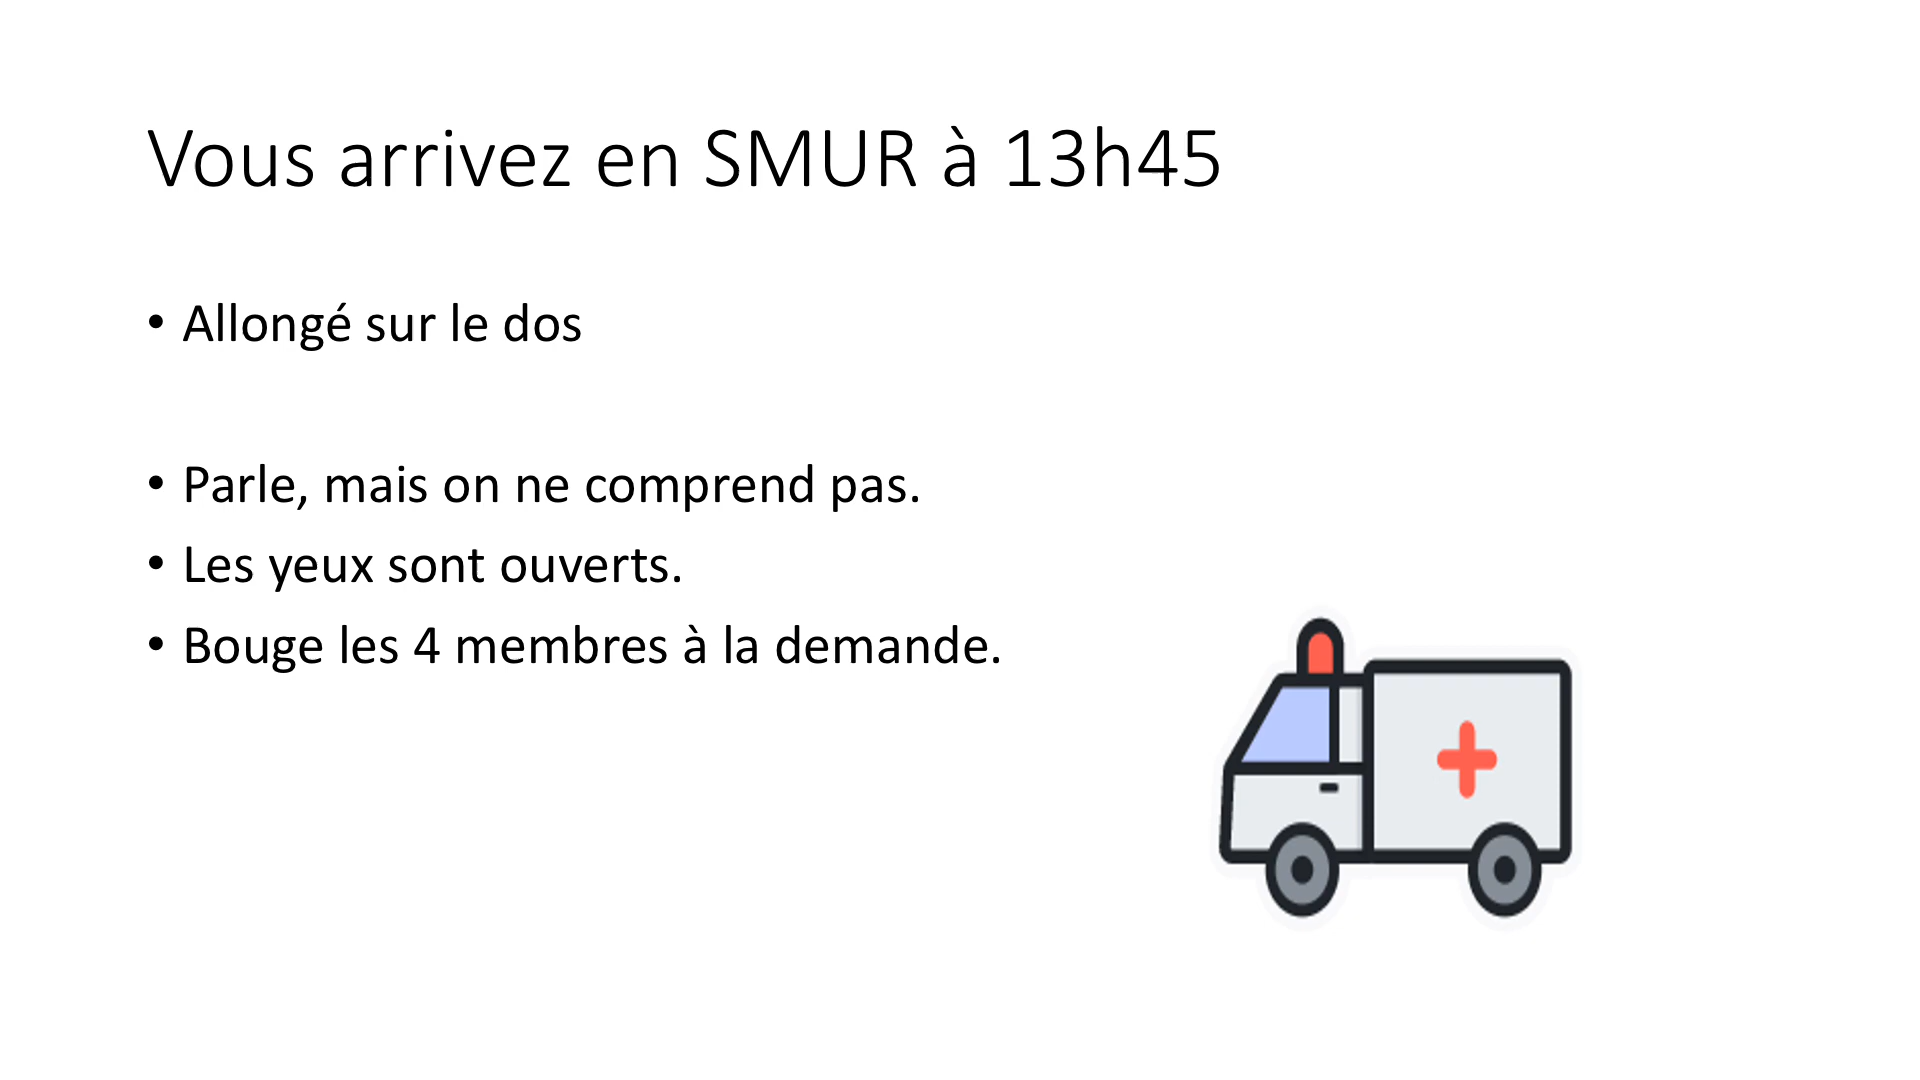 Vous arrivez en SMUR à 13h45
• Allongé sur le dos
• Parle, mais on ne comprend pas.
• Les yeux sont ouverts.
• Bouge les 4 membres à la demande.